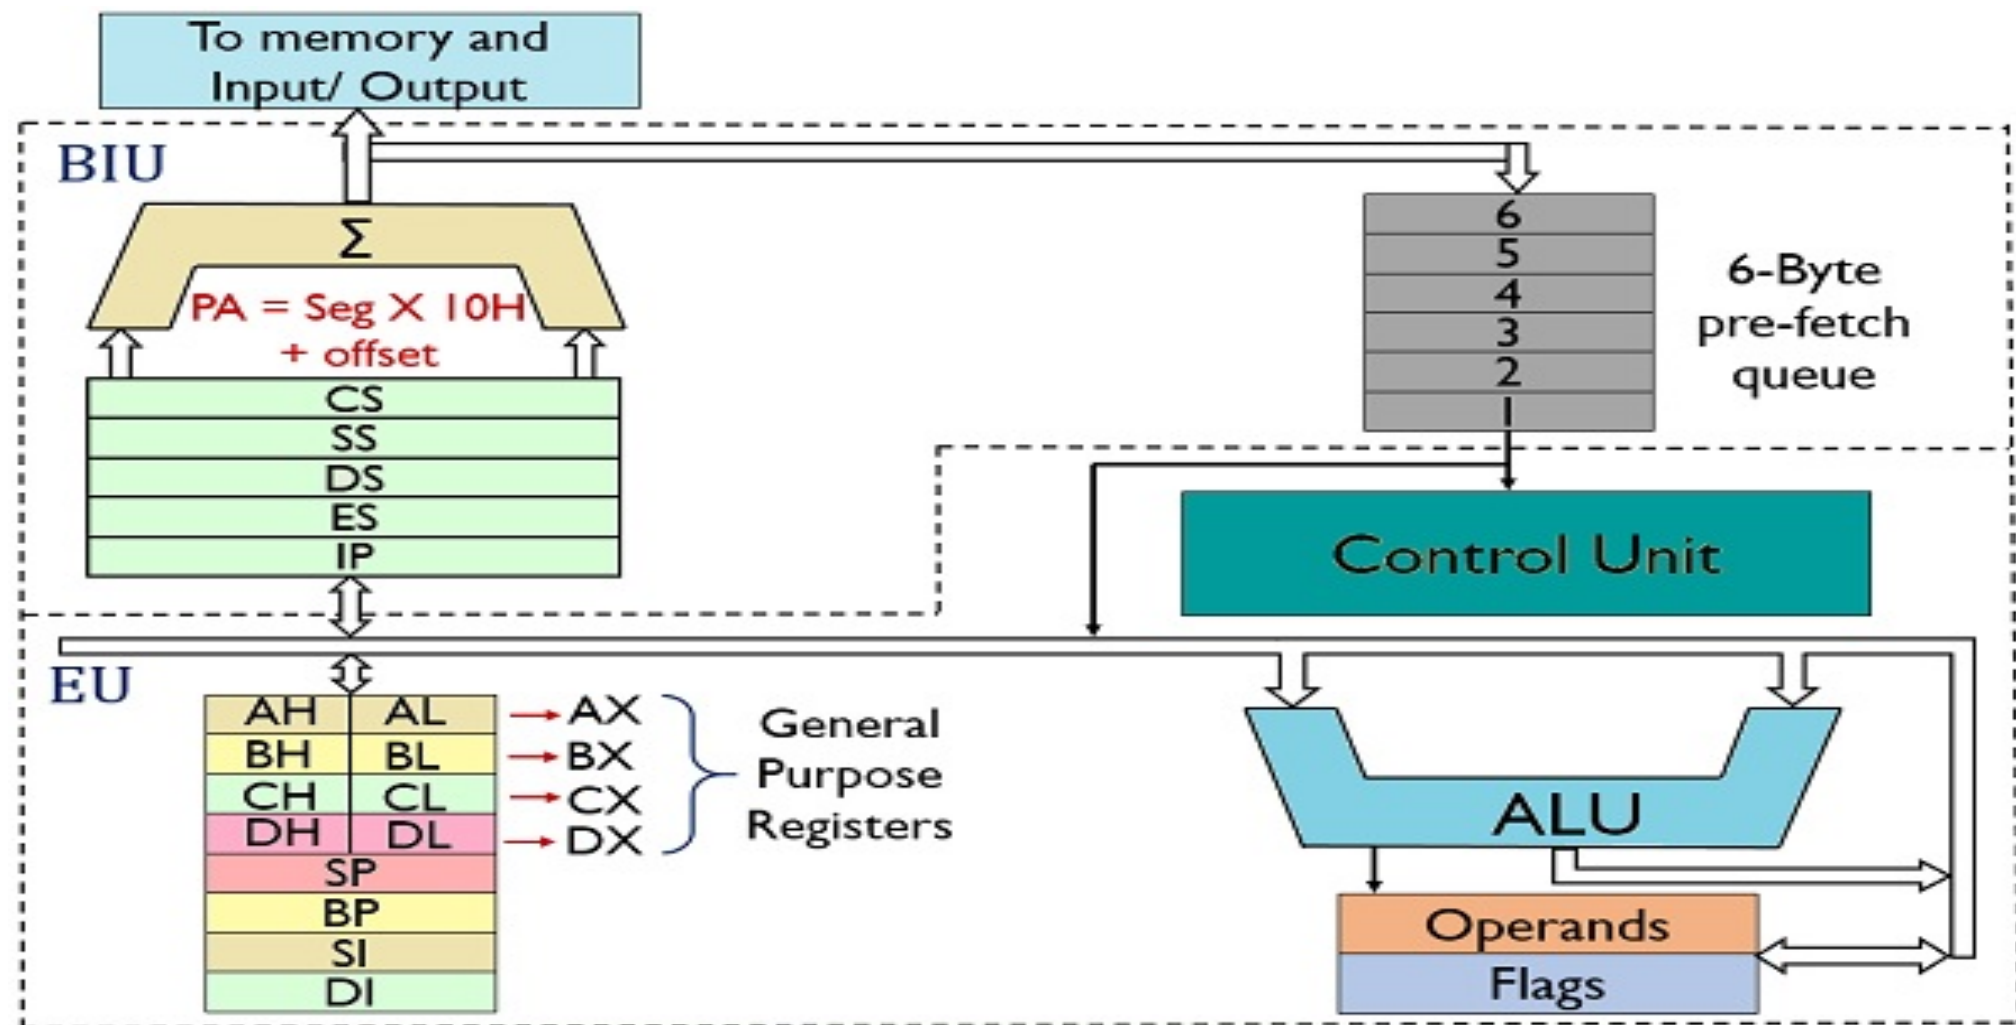 To memory and
Input/ Output
BIU
Σ
PA = Seg X 10H
+ offset
CS
SS
DS
ES
IP
6
5
4
3
2
1
6-Byte
pre-fetch
queue
Control Unit
EU
AH AL → AX
BH BL → BX
CH CL → CX
DH DL → DX
SP
BP
SI
DI
General
Purpose
Registers
ALU
Operands
Flags